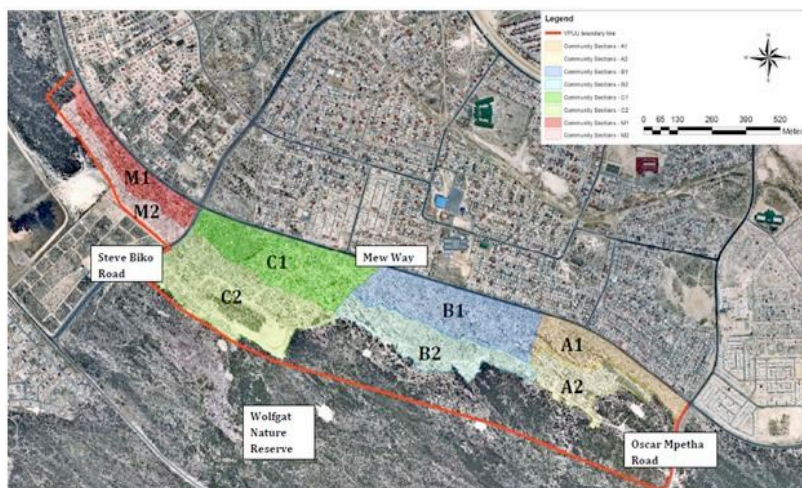 Legend
VPUU boundary line
Community Sections - A1
Community Sections - A2
Community Sections - B1
Community Sections - B2
Community Sections - C1
Community Sections - C2
Community Sections - M1
Community Sections - M2
N
W
E
S
0 65 130 260 390 520
Meter
M1
M2
Steve Biko
Road
C1
Mew Way
C2
B1
B2
A1
A2
Wolfgat
Nature
Reserve
Oscar Mpetha
Road